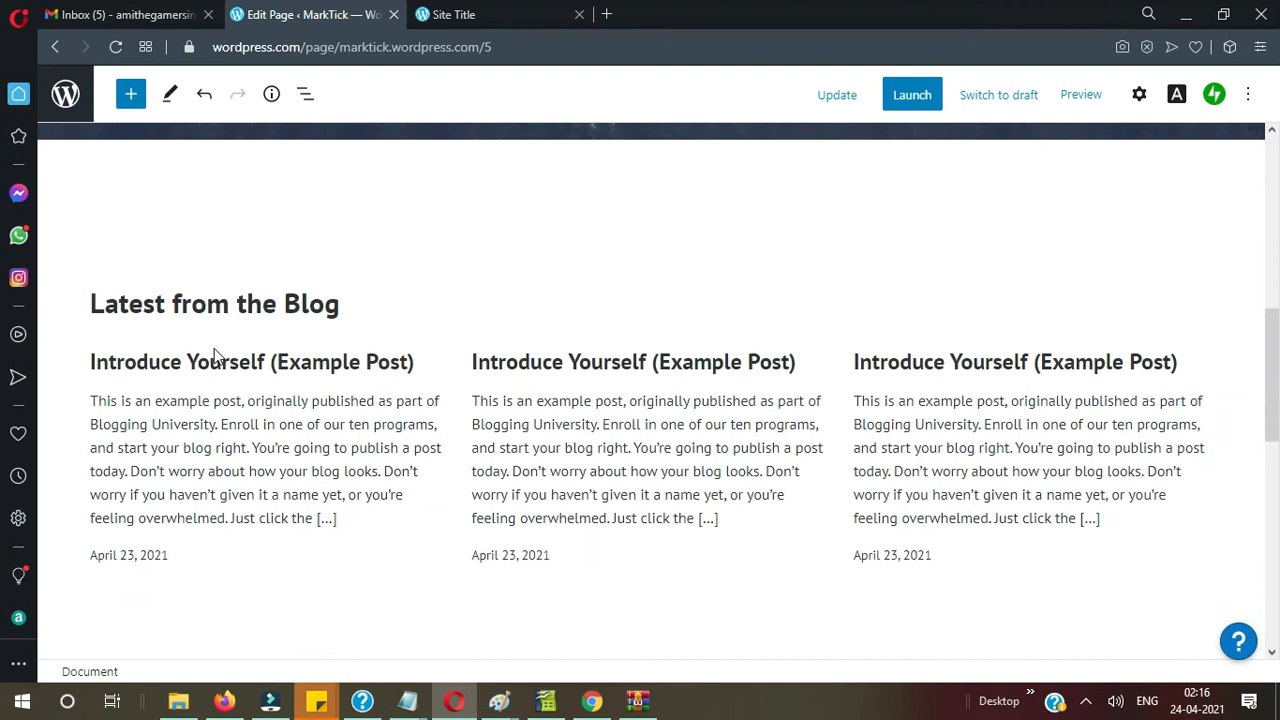 Inbox (5) - amithegamersin
Edit Page ‹ MarkTick — Wo
Site Title
wordpress.com/page/marktick.wordpress.com/5
Update
Launch
Switch to draft
Preview
A
Latest from the Blog
Introduce Yourself (Example Post)
This is an example post, originally published as part of
Blogging University. Enroll in one of our ten programs,
and start your blog right. You're going to publish a post
today. Don't worry about how your blog looks. Don't
worry if you haven't given it a name yet, or you're
feeling overwhelmed. Just click the [...]
April 23, 2021
Introduce Yourself (Example Post)
This is an example post, originally published as part of
Blogging University. Enroll in one of our ten programs,
and start your blog right. You're going to publish a post
today. Don't worry about how your blog looks. Don't
worry if you haven't given it a name yet, or you're
feeling overwhelmed. Just click the [...]
April 23, 2021
Introduce Yourself (Example Post)
This is an example post, originally published as part of
Blogging University. Enroll in one of our ten programs,
and start your blog right. You're going to publish a post
today. Don't worry about how your blog looks. Don't
worry if you haven't given it a name yet, or you're
feeling overwhelmed. Just click the [...]
April 23, 2021
Document
Desktop
ENG
02:16
24-04-2021